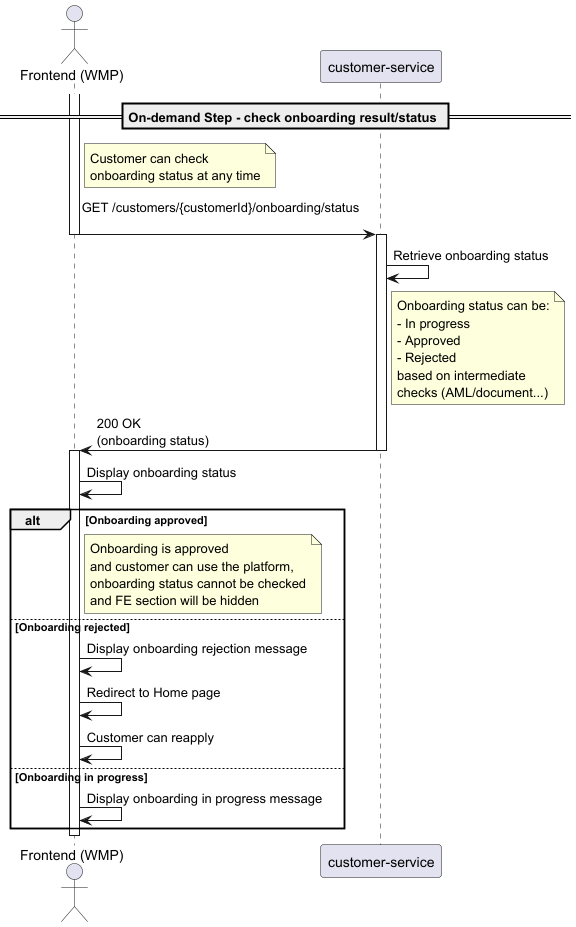 Frontend (WMP)
customer-service
On-demand Step - check onboarding result/status
Customer can check
onboarding status at any time
GET /customers/{customerId}/onboarding/status
Retrieve onboarding status
Onboarding status can be:
- In progress
- Approved
- Rejected
based on intermediate
checks (AML/document...)
200 OK
(onboarding status)
Display onboarding status
alt
[Onboarding approved]
Onboarding is approved
and customer can use the platform,
onboarding status cannot be checked
and FE section will be hidden
[Onboarding rejected]
Display onboarding rejection message
Redirect to Home page
Customer can reapply
[Onboarding in progress]
Display onboarding in progress message
Frontend (WMP)
customer-service